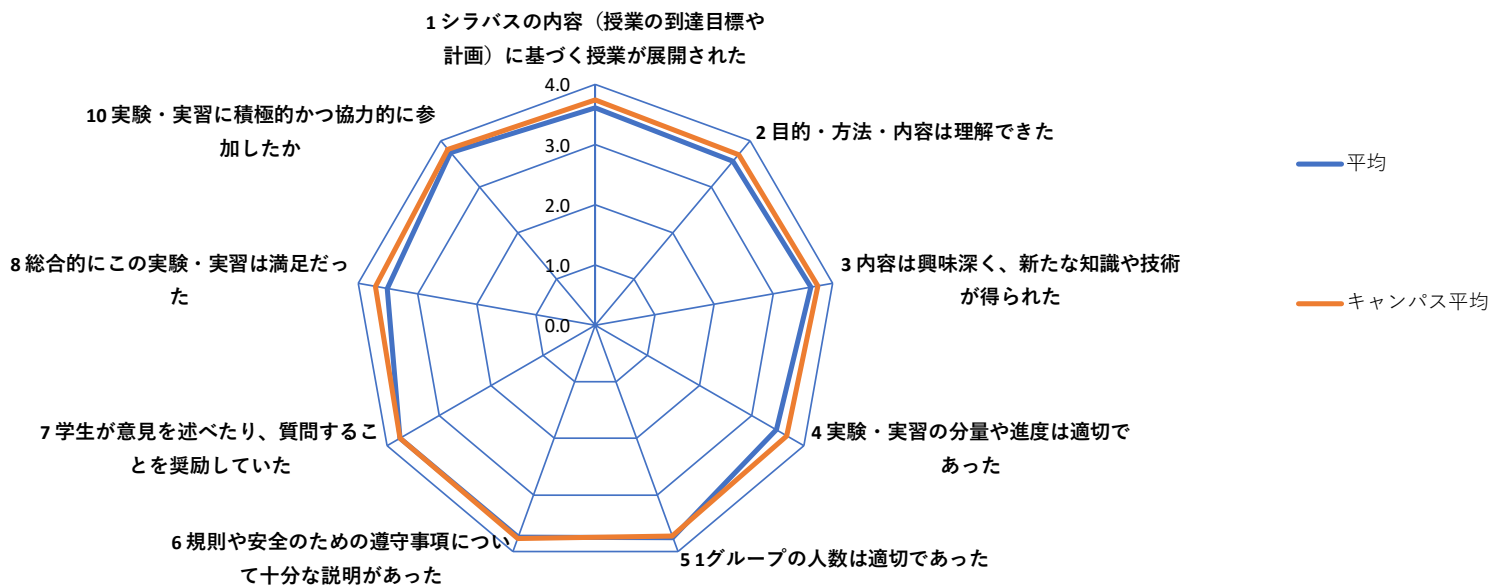 1 シラバスの内容（授業の到達目標や
計画）に基づく授業が展開された
2 目的・方法・内容は理解できた
3 内容は興味深く、新たな知識や技術
が得られた
4 実験・実習の分量や進度は適切で
あった
5 1グループの人数は適切であった
6 規則や安全のための遵守事項につい
て十分な説明があった
7 学生が意見を述べたり、質問するこ
とを奨励していた
8 総合的にこの実験・実習は満足だっ
た
10 実験・実習に積極的かつ協力的に参
加したか
4.0
3.0
2.0
1.0
0.0
平均
キャンパス平均